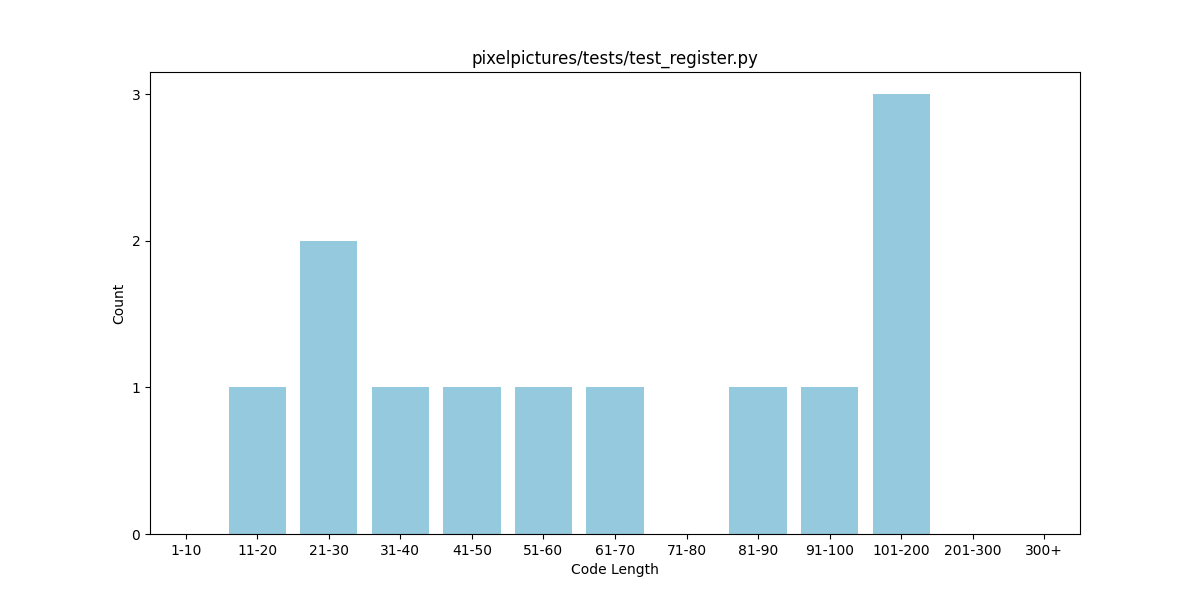 pixelpictures/tests/test_register.py
3
2
1
0
Count
1-10 11-20 21-30 31-40 41-50 51-60 61-70 71-80 81-90 91-100 101-200 201-300 300+
Code Length